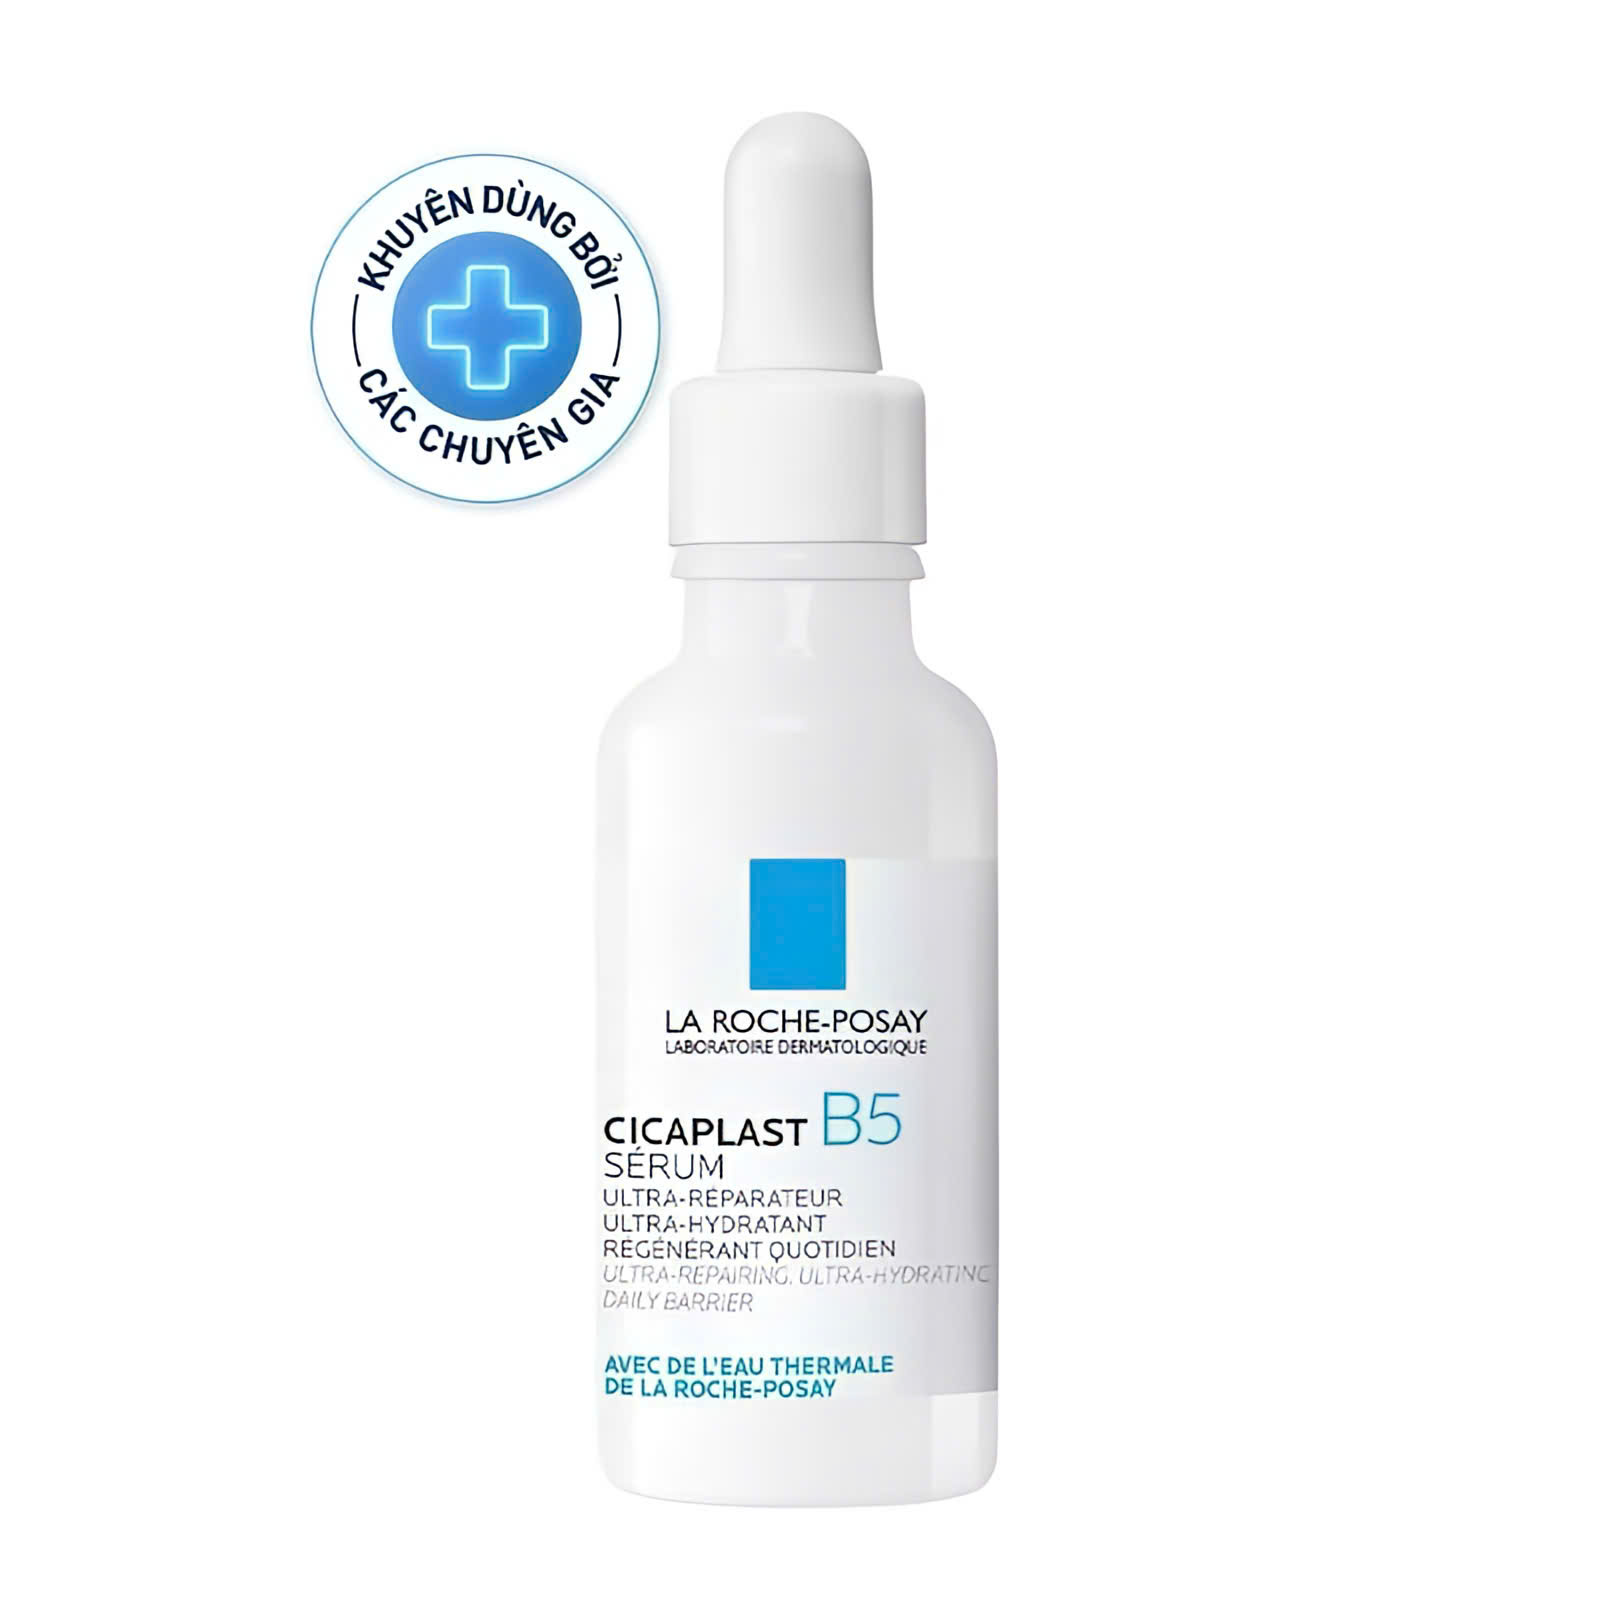 KHUYÊN DÙNG BỞI
CÁC CHUYÊN GIA
LA ROCHE-POSAY
LABORATOIRE DERMATOLOGIQUE
CICAPLAST B5
SÉRUM
ULTRA-RÉPARATEUR
ULTRA-HYDRATANT
RÉGÉNÉRANT QUOTIDIEN
ULTRA-REPAIRING, ULTRA-HYDRATING
DAILY BARRIER
AVEC DE L'EAU THERMALE
DE LA ROCHE-POSAY